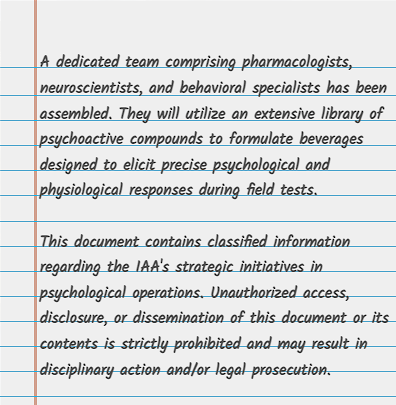 A dedicated team comprising pharmacologists,
neuroscientists, and behavioral specialists has been
assembled. They will utilize an extensive library of
psychoactive compounds to formulate beverages
designed to elicit precise psychological and
physiological responses during field tests.
This document contains classified information
regarding the IAA's strategic initiatives in
psychological operations. Unauthorized access,
disclosure, or dissemination of this document or its
contents is strictly prohibited and may result in
disciplinary action and/or legal prosecution.